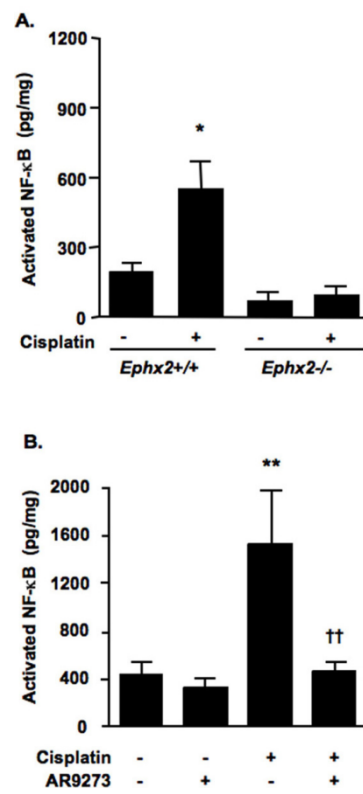 A.
Activated NF-κB (pg/mg)
1200
900
600
300
0
*
Cisplatin - + - +
Ephx2+/+ Ephx2-/-
B.
Activated NF-κB (pg/mg)
2000
1600
1200
800
400
0
**
††
Cisplatin - - + +
AR9273 - + - +